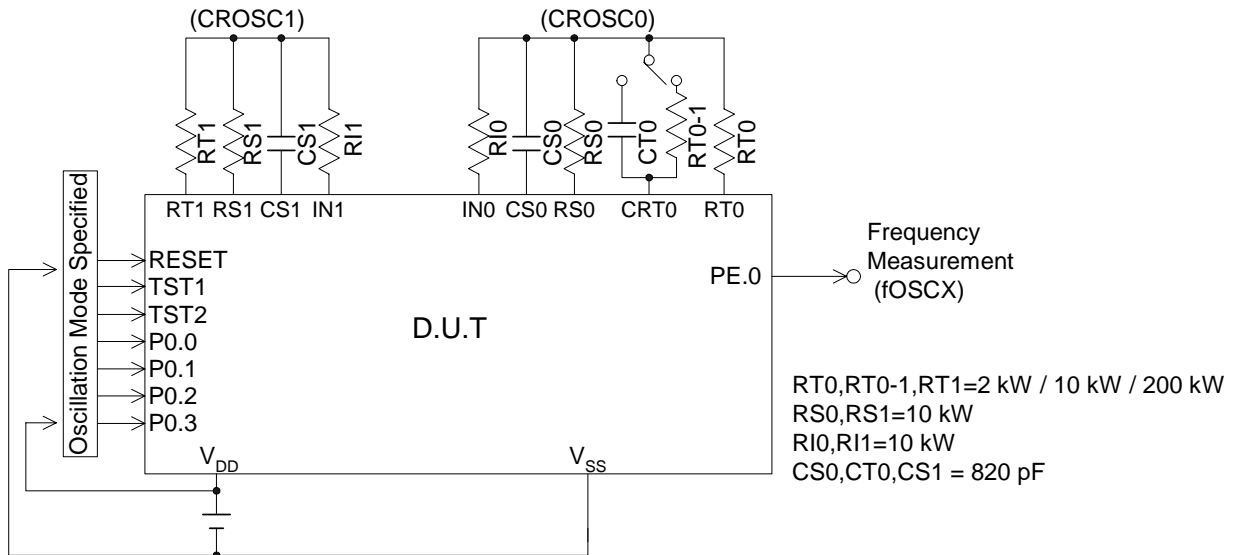 (CROSC1)
(CROSC0)
RT1
RS1
CS1
RI1
RI0
CS0
RS0
CT0
RT0-1
RT0
RT1 RS1 CS1 IN1
IN0 CS0 RS0 CRT0 RT0
Oscillation Mode Specified
RESET
TST1
TST2
P0.0
P0.1
P0.2
P0.3
D.U.T
PE.0
Frequency
Measurement
(fOSCX)
VDD
VSS
RT0,RT0-1,RT1=2 kW / 10 kW / 200 kW
RS0,RS1=10 kW
RI0,RI1=10 kW
CS0,CT0,CS1 = 820 pF